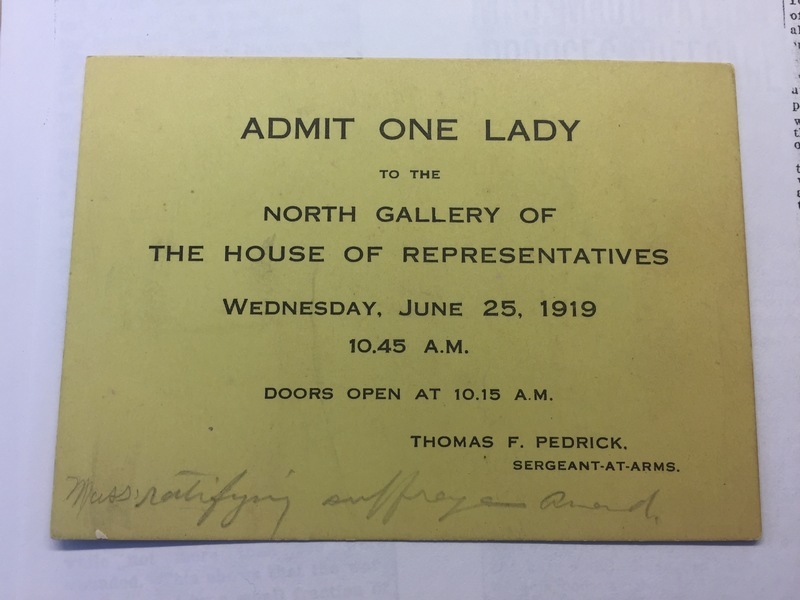 ADMIT ONE LADY
TO THE
NORTH GALLERY OF
THE HOUSE OF REPRESENTATIVES
WEDNESDAY, JUNE 25, 1919
10.45 A.M.
DOORS OPEN AT 10.15 A.M.
THOMAS F. PEDRICK,
SERGEANT-AT-ARMS.
Mass. ratifying suffrage Amend.